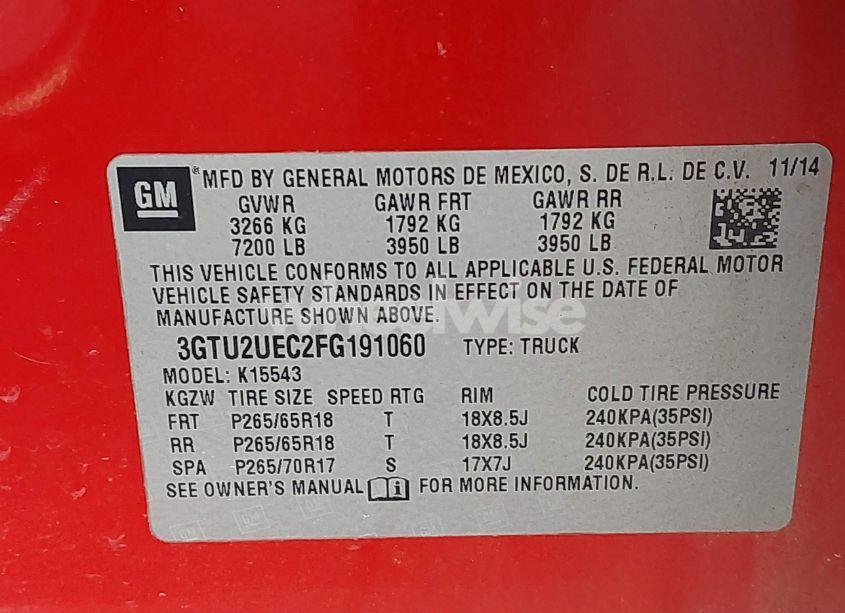 GM ® MFD BY GENERAL MOTORS DE MEXICO, S. DE R.L. DE C.V. 11/14
GVWR GAWR FRT GAWR RR
3266 KG 1792 KG 1792 KG
7200 LB 3950 LB 3950 LB
THIS VEHICLE CONFORMS TO ALL APPLICABLE U.S. FEDERAL MOTOR
VEHICLE SAFETY STANDARDS IN EFFECT ON THE DATE OF
MANUFACTURE SHOWN ABOVE.
3GTU2UEC2FG191060 TYPE: TRUCK
MODEL: K15543
KGZW TIRE SIZE SPEED RTG RIM COLD TIRE PRESSURE
FRT P265/65R18 T 18X8.5J 240KPA(35PSI)
RR P265/65R18 T 18X8.5J 240KPA(35PSI)
SPA P265/70R17 S 17X7J 240KPA(35PSI)
SEE OWNER'S MANUAL FOR MORE INFORMATION.